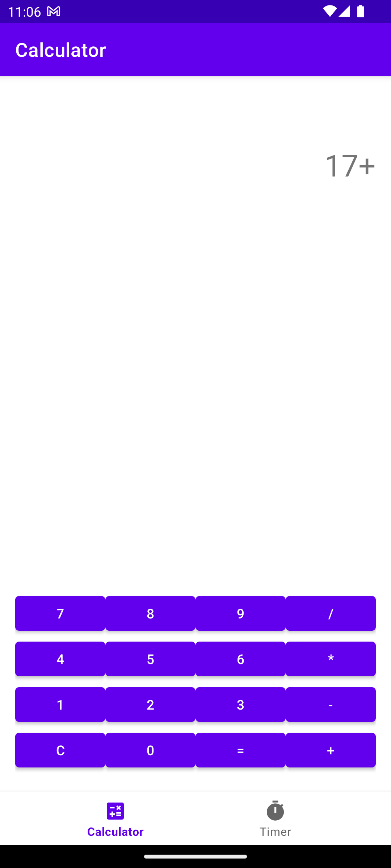 11:06
Calculator
17+
7 8 9 /
4 5 6 *
1 2 3 -
C 0 = +
Calculator Timer